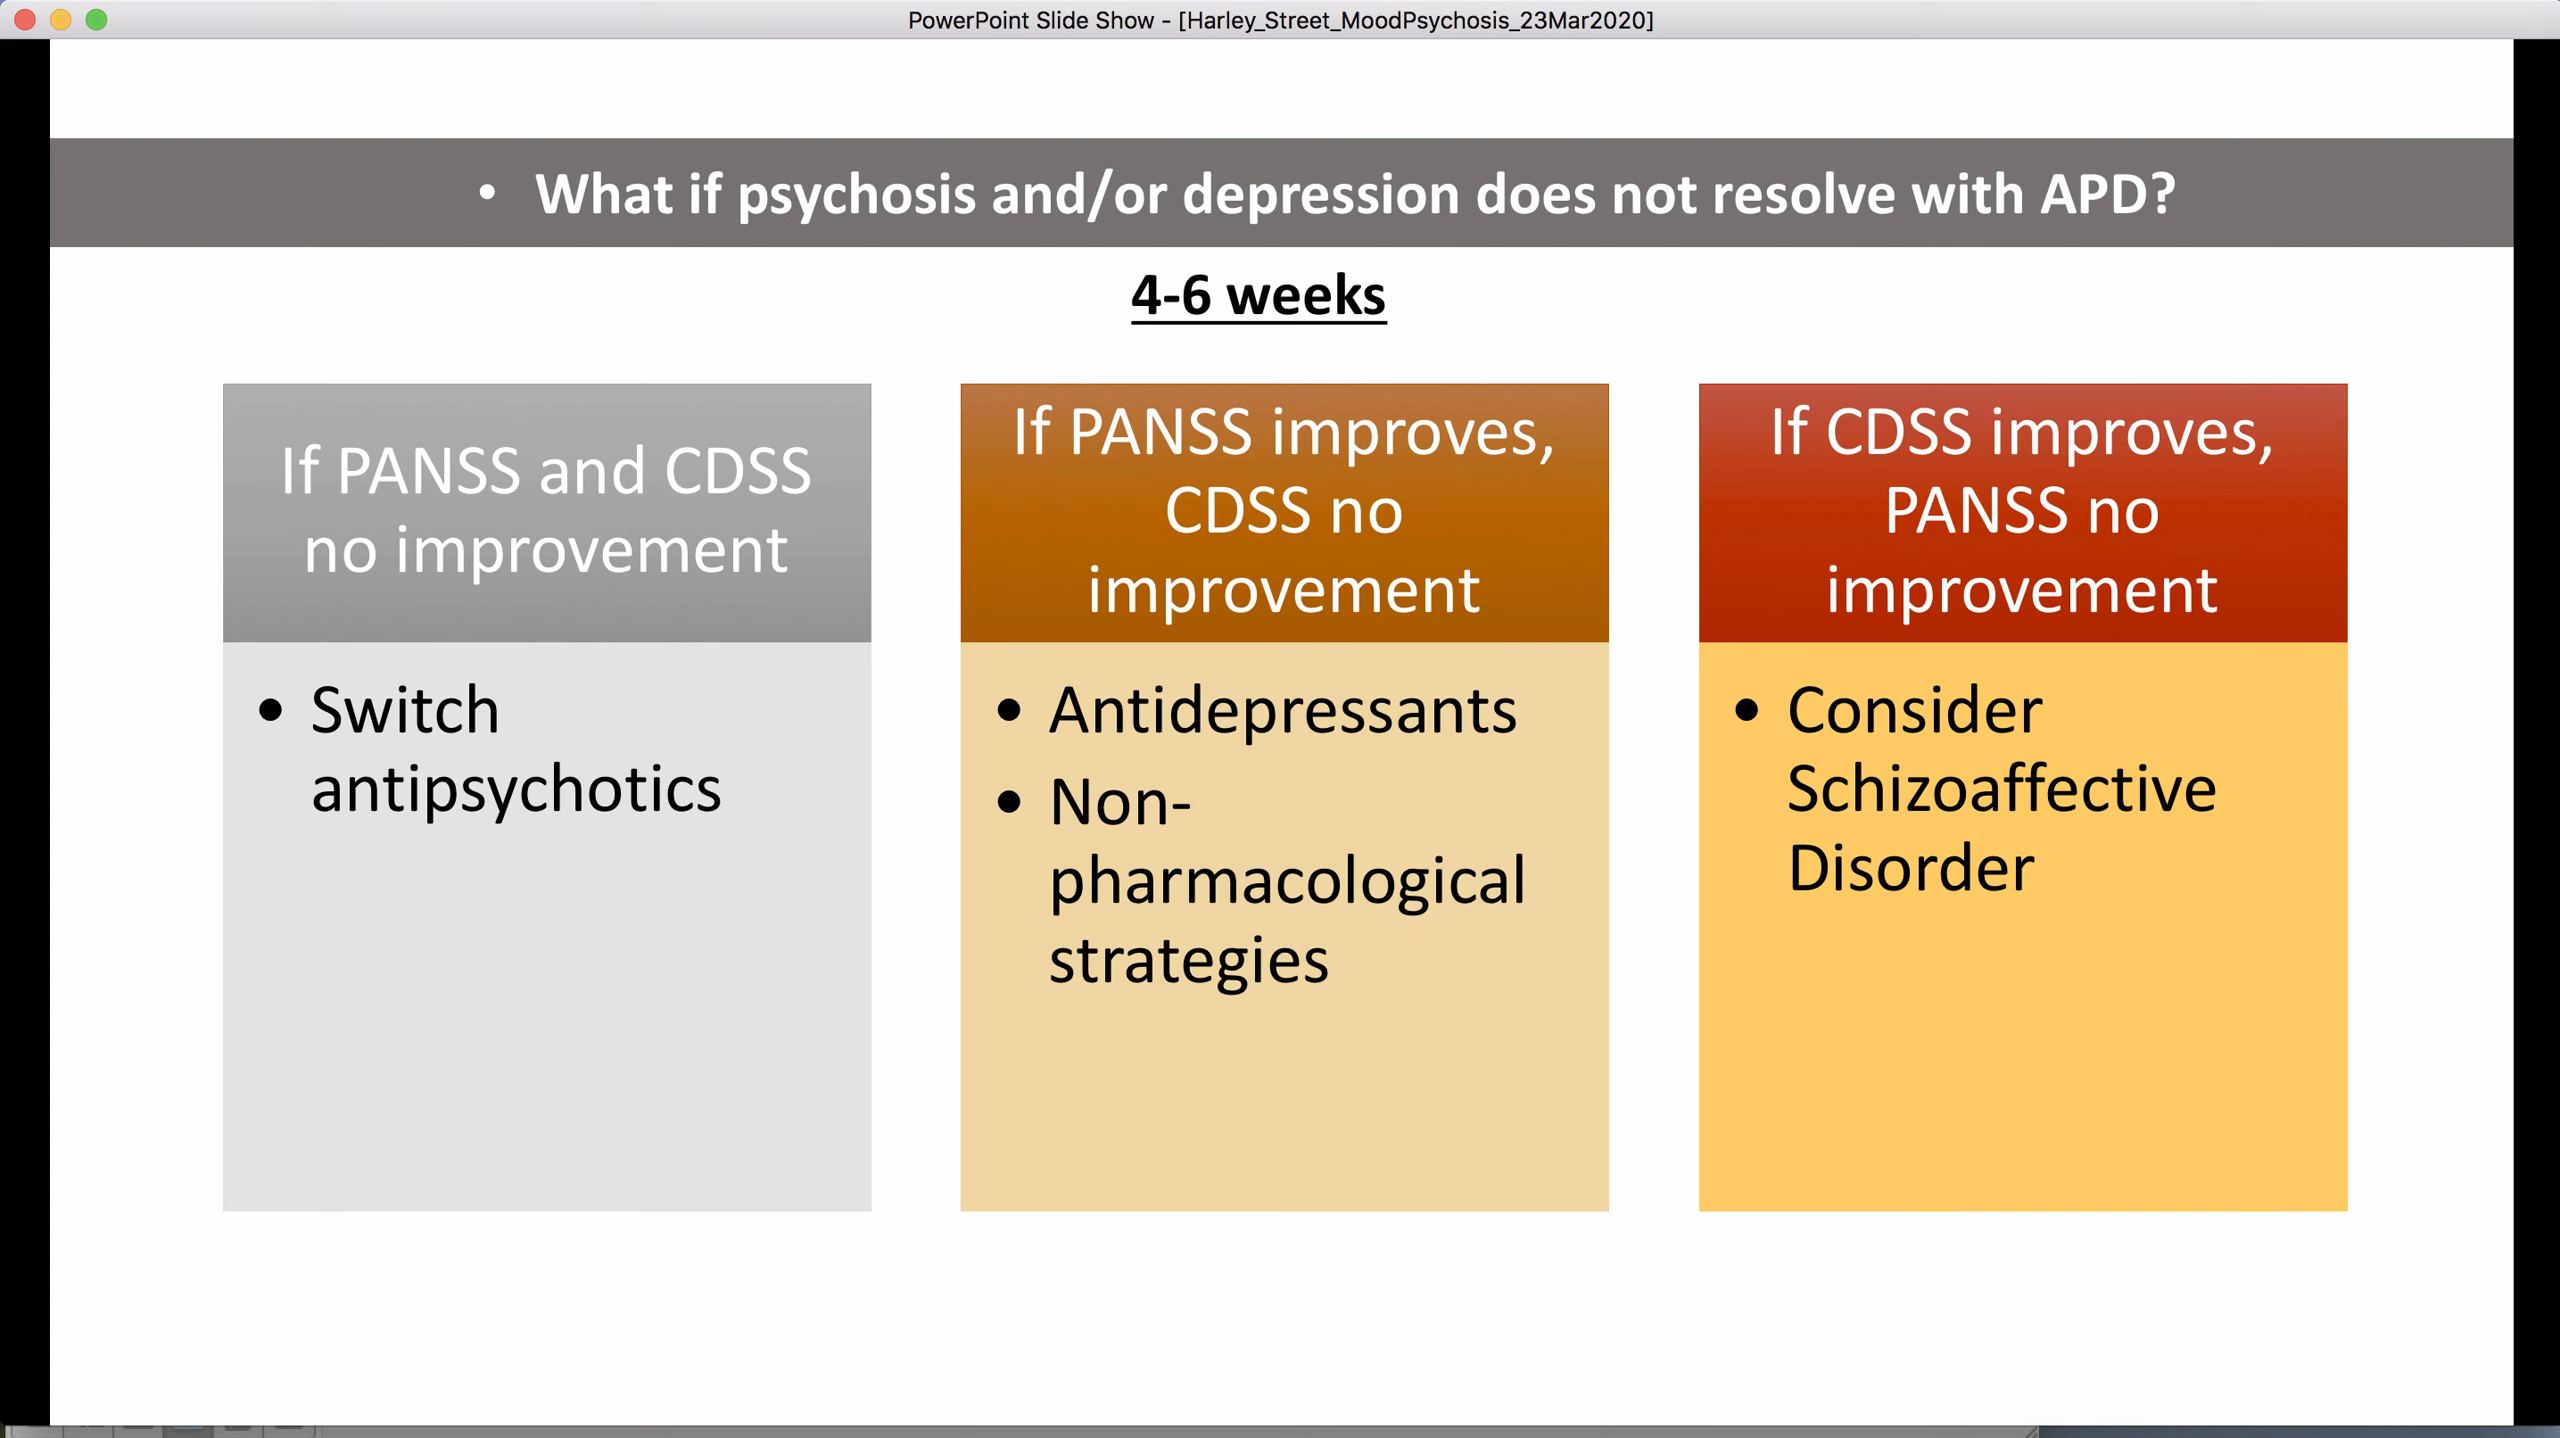 PowerPoint Slide Show - [Harley_Street_MoodPsychosis_23Mar2020]
• What if psychosis and/or depression does not resolve with APD?
4-6 weeks
If PANSS and CDSS
no improvement
• Switch
antipsychotics
If PANSS improves,
CDSS no
improvement
• Antidepressants
• Non-
pharmacological
strategies
If CDSS improves,
PANSS no
improvement
• Consider
Schizoaffective
Disorder